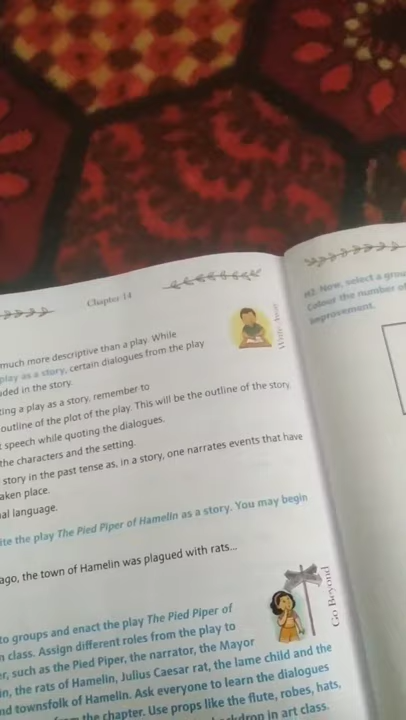 Chapter 14
much more descriptive than a play. While
play as a story, certain dialogues from the play
ded in the story.
ing a play as a story, remember to
outline of the plot of the play. This will be the outline of the story.
speech while quoting the dialogues.
the characters and the setting.
story in the past tense as, in a story, one narrates events that have
aken place.
al language.
ite the play The Pied Piper of Hamelin as a story. You may begin
ago, the town of Hamelin was plagued with rats...
to groups and enact the play The Pied Piper of
class. Assign different roles from the play to
er, such as the Pied Piper, the narrator, the Mayor
in, the rats of Hamelin, Julius Caesar rat, the lame child and the
nd townsfolk of Hamelin. Ask everyone to learn the dialogues
the chapter. Use props like the flute, robes, hats,
in art class.
Go Beyond
Now, select a grou
Colour the number of
improvement.